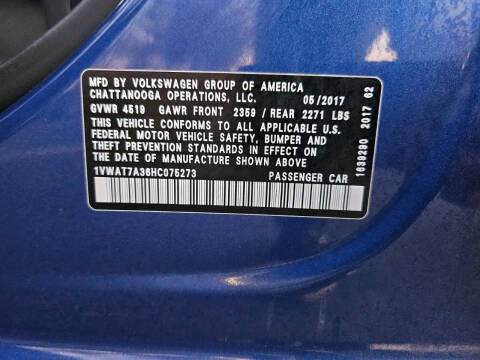 MFD BY VOLKSWAGEN GROUP OF AMERICA
CHATTANOOGA OPERATIONS, LLC. 05/2017
GVWR 4519 GAWR FRONT 2359 / REAR 2271 LBS
THIS VEHICLE CONFORMS TO ALL APPLICABLE U.S.
FEDERAL MOTOR VEHICLE SAFETY, BUMPER AND
THEFT PREVENTION STANDARDS IN EFFECT ON THE
DATE OF MANUFACTURE SHOWN ABOVE
1VWAT7A36HC075273 PASSENGER CAR
1639280 2017 62